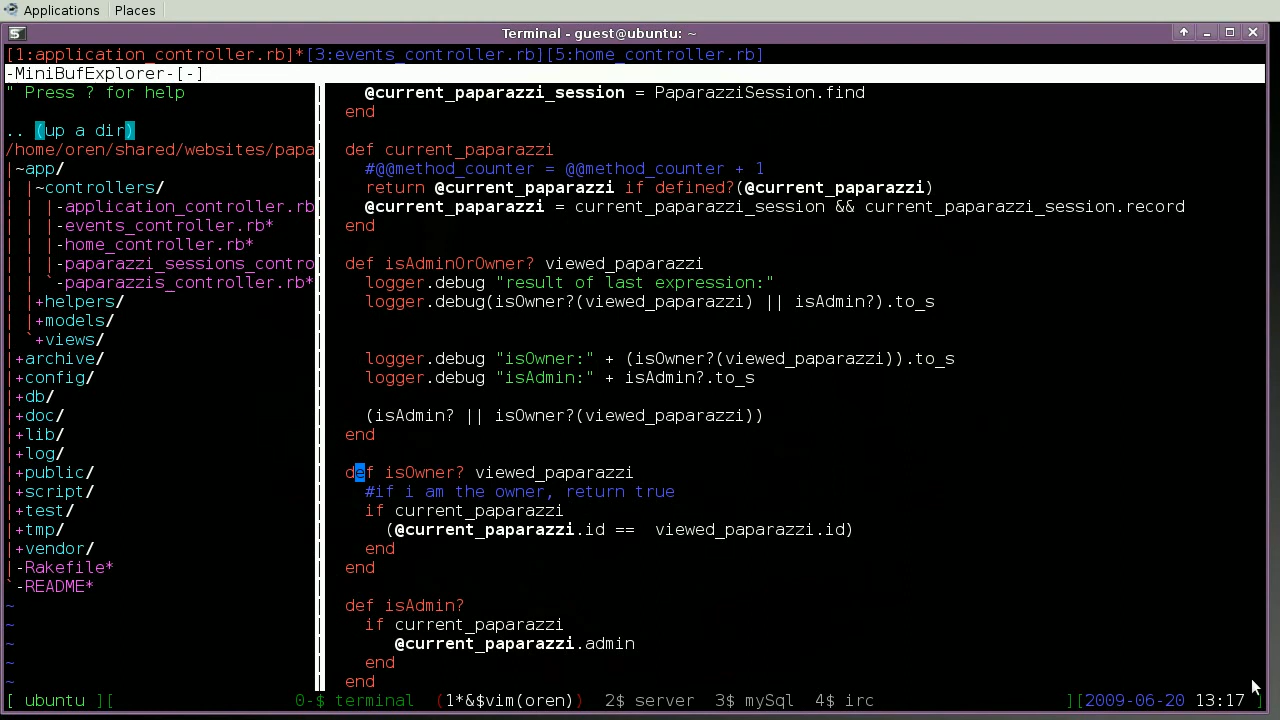 Applications Places
Terminal - guest@ubuntu: ~
[1:application_controller.rb]*[3:events_controller.rb][5:home_controller.rb]
-MiniBufExplorer-[-]
" Press ? for help
.. (up a dir)
/home/oren/shared/websites/papa
|~app/
| |~controllers/
| | |-application_controller.rb
| | |-events_controller.rb*
| | |-home_controller.rb*
| | |-paparazzi_sessions_contro
| | `-paparazzis_controller.rb*
| |+helpers/
| |+models/
| `+views/
|+archive/
|+config/
|+db/
|+doc/
|+lib/
|+log/
|+public/
|+script/
|+test/
|+tmp/
|+vendor/
|-Rakefile*
`-README*
~
~
~
~
~
@current_paparazzi_session = PaparazziSession.find
end
def current_paparazzi
#@@method_counter = @@method_counter + 1
return @current_paparazzi if defined?(@current_paparazzi)
@current_paparazzi = current_paparazzi_session && current_paparazzi_session.record
end
def isAdminOrOwner? viewed_paparazzi
logger.debug "result of last expression:"
logger.debug(isOwner?(viewed_paparazzi) || isAdmin?).to_s
logger.debug "isOwner:" + (isOwner?(viewed_paparazzi)).to_s
logger.debug "isAdmin:" + isAdmin?.to_s
(isAdmin? || isOwner?(viewed_paparazzi))
end
def isOwner? viewed_paparazzi
#if i am the owner, return true
if current_paparazzi
(@current_paparazzi.id ==  viewed_paparazzi.id)
end
end
def isAdmin?
if current_paparazzi
@current_paparazzi.admin
end
end
[ ubuntu ][ 0-$ terminal (1*&$vim(oren)) 2$ server 3$ mySql 4$ irc ][2009-06-20 13:17 ]